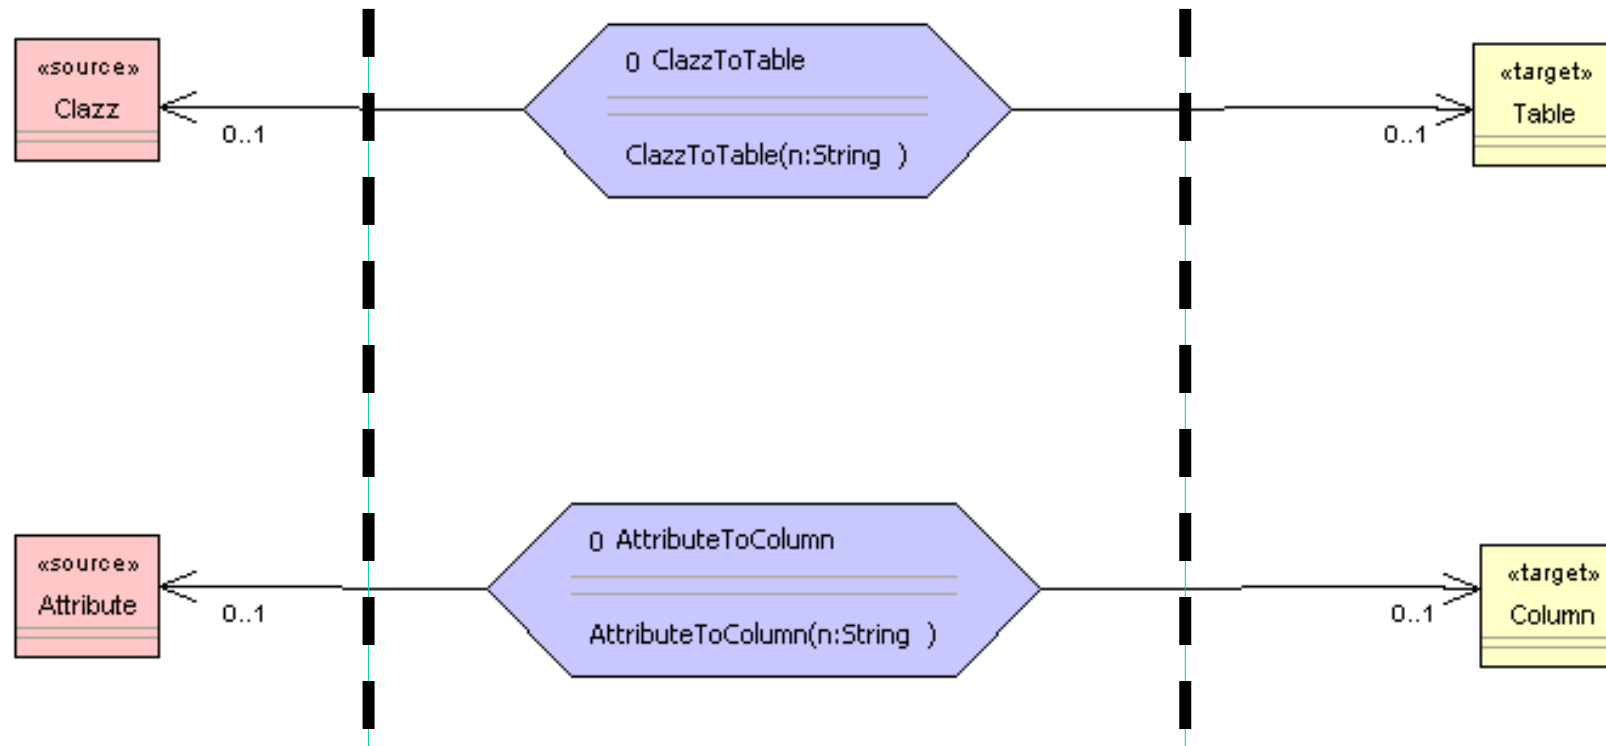 «source»
Clazz
0..1
0 ClazzToTable
ClazzToTable(n:String )
«target»
Table
0..1
«source»
Attribute
0..1
0 AttributeToColumn
AttributeToColumn(n:String )
«target»
Column
0..1